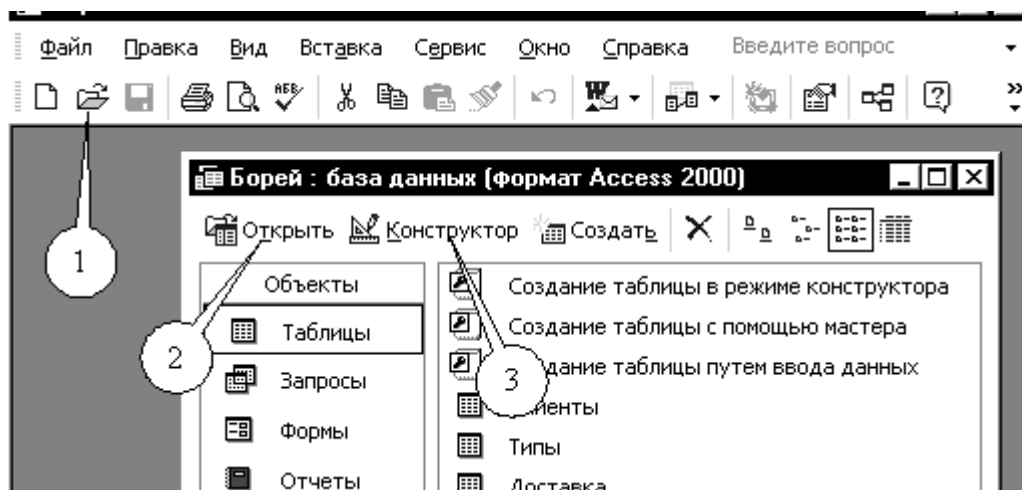 Файл Правка Вид Вставка Сервис Окно Справка Введите вопрос
Борей : база данных (формат Access 2000)
Открыть Конструктор Создать
1
Объекты
Создание таблицы в режиме конструктора
Таблицы
Создание таблицы с помощью мастера
2
3
Запросы
таблицы путем ввода данных
Формы
Типы
Отчеты
Доставка